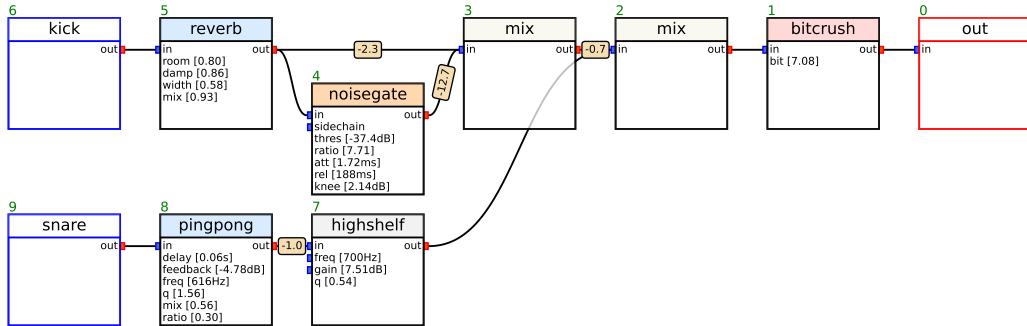 6
kick
out
5
reverb
in
out
room [0.80]
damp [0.86]
width [0.58]
mix [0.93]
-2.3
4
noisegate
in
out
sidechain
thres [-37.4dB]
ratio [7.71]
att [1.72ms]
rel [188ms]
knee [2.14dB]
-12.7
3
mix
in
out
-0.7
2
mix
in
out
1
bitcrush
in
out
bit [7.08]
0
out
in
9
snare
out
8
pingpong
in
out
delay [0.06s]
feedback [-4.78dB]
freq [616Hz]
q [1.56]
mix [0.56]
ratio [0.30]
-1.0
7
highshelf
in
out
freq [700Hz]
gain [7.51dB]
q [0.54]